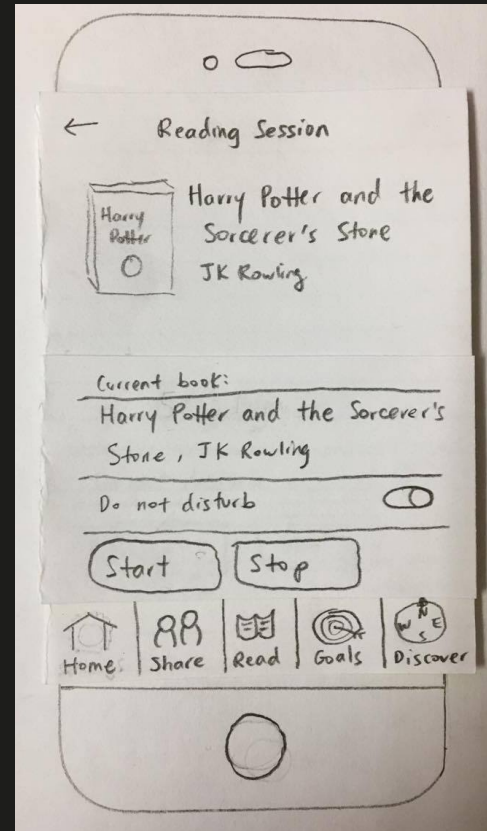 Reading Session
Harry Potter
Harry Potter and the
Sorcerer's Stone
JK Rowling
Current book:
Harry Potter and the Sorcerer's
Stone, JK Rowling
Do not disturb
Start Stop
N
W E
S
Home Share Read Goals Discover